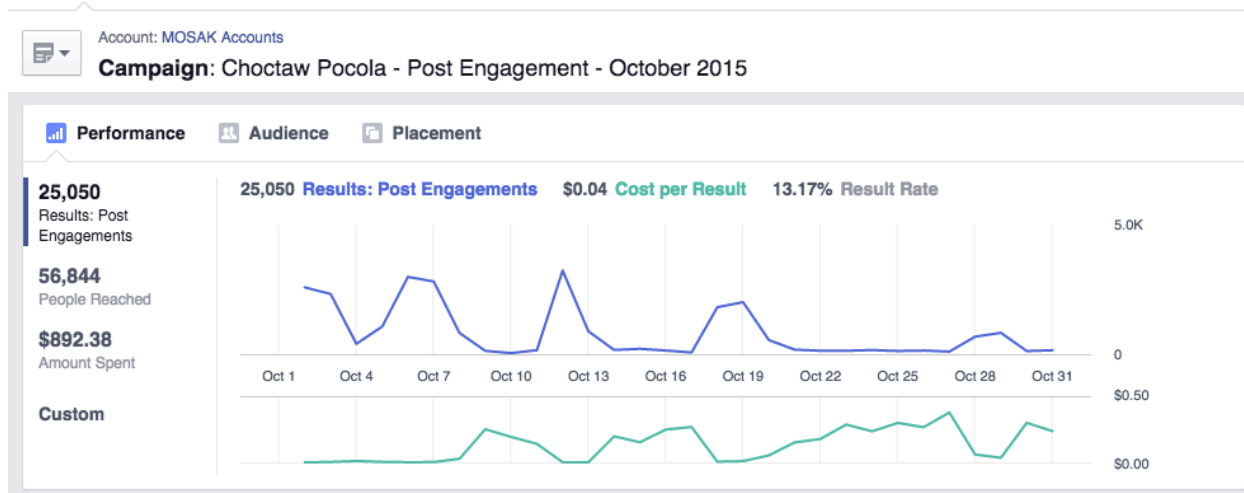 Account: MOSAK Accounts
Campaign: Choctaw Pocola - Post Engagement - October 2015
Performance Audience Placement
25,050
Results: Post
Engagements
56,844
People Reached
$892.38
Amount Spent
Custom
25,050 Results: Post Engagements $0.04 Cost per Result 13.17% Result Rate
5.0K
0
Oct 1 Oct 4 Oct 7 Oct 10 Oct 13 Oct 16 Oct 19 Oct 22 Oct 25 Oct 28 Oct 31
$0.50
$0.00